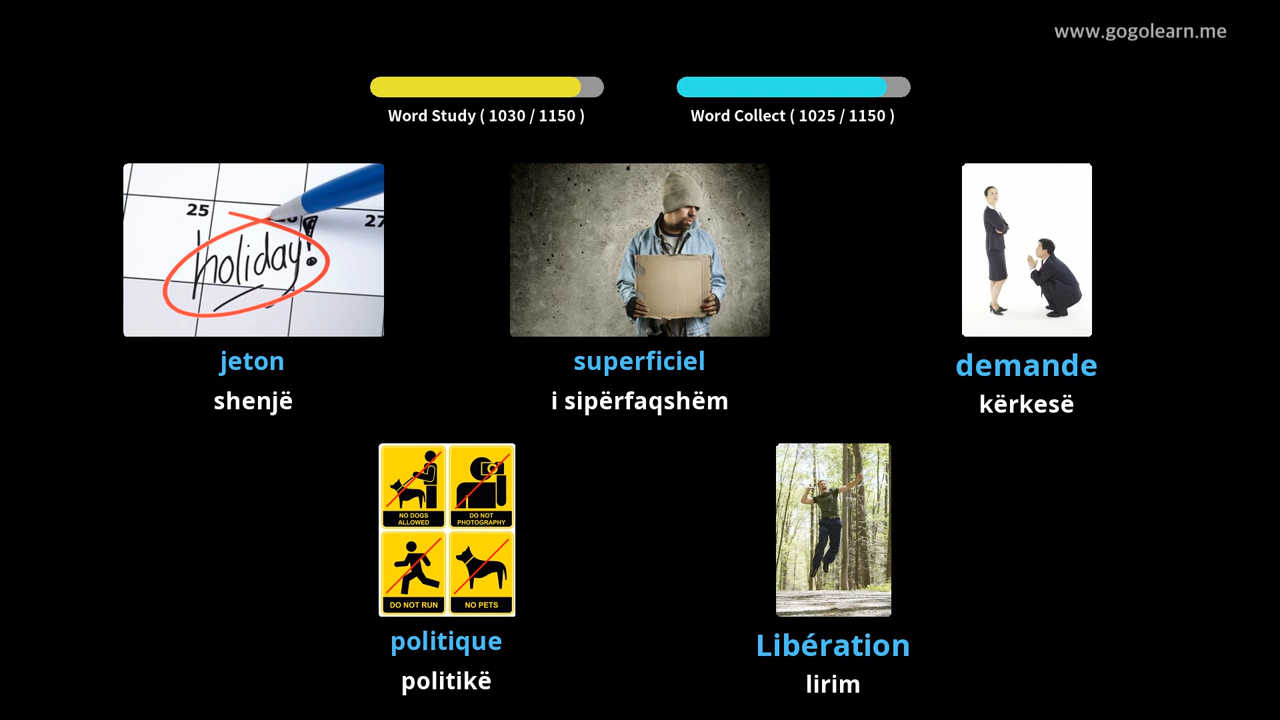 www.gogolearn.me
Word Study ( 1030 / 1150 )
Word Collect ( 1025 / 1150 )
25
27
holiday!
jeton
shenjë
superficiel
i sipërfaqshëm
demande
kërkesë
NO DOGS
ALLOWED
DO NOT
PHOTOGRAPHY
DO NOT RUN
NO PETS
politique
politikë
Libération
lirim